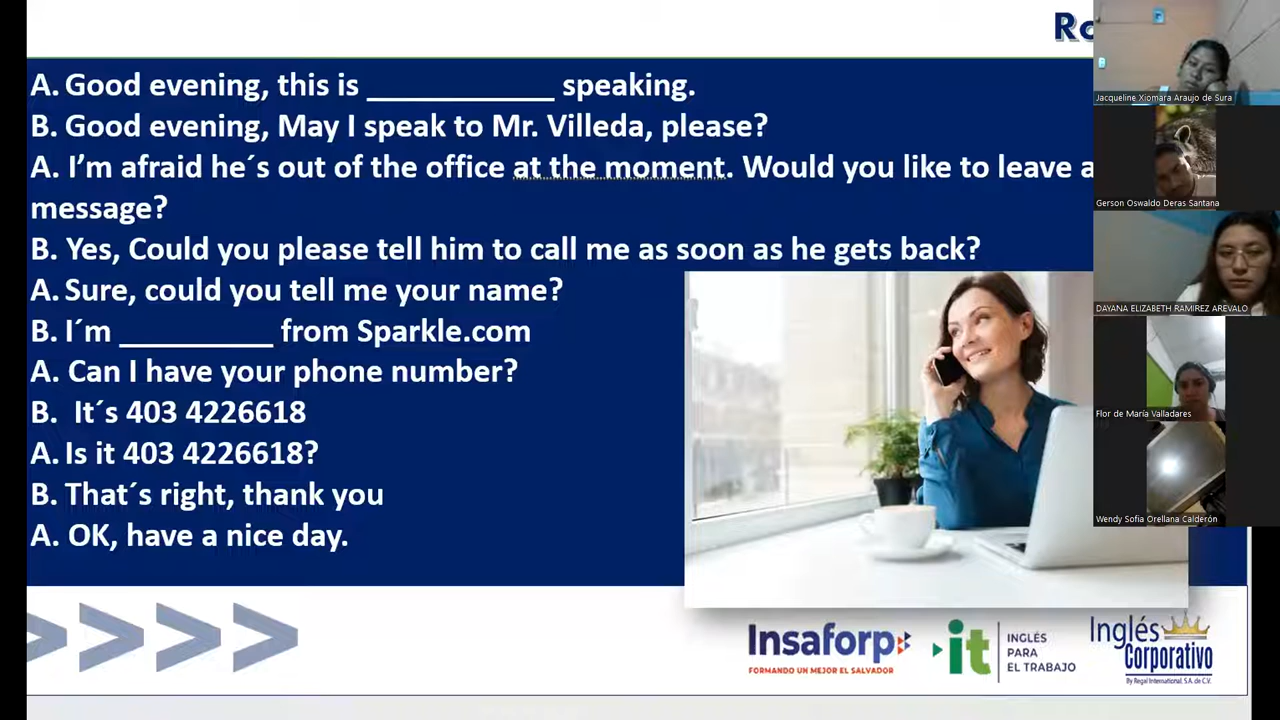 Ro
A. Good evening, this is ____________ speaking.
B. Good evening, May I speak to Mr. Villeda, please?
A. I'm afraid he´s out of the office at the moment. Would you like to leave a
message?
B. Yes, Could you please tell him to call me as soon as he gets back?
A. Sure, could you tell me your name?
B. I´m __________ from Sparkle.com
A. Can I have your phone number?
B. It´s 403 4226618
A. Is it 403 4226618?
B. That´s right, thank you
A. OK, have a nice day.
Jacqueline Xiomara Araujo de Sura
Gerson Oswaldo Deras Santana
DAYANA ELIZABETH RAMIREZ AREVALO
Flor de María Valladares
Wendy Sofia Orellana Calderón
Insaforp
FORMANDO UN MEJOR EL SALVADOR
it
INGLÉS
PARA
EL TRABAJO
Inglés
Corporativo
By Regal International, S.A. de C.V.